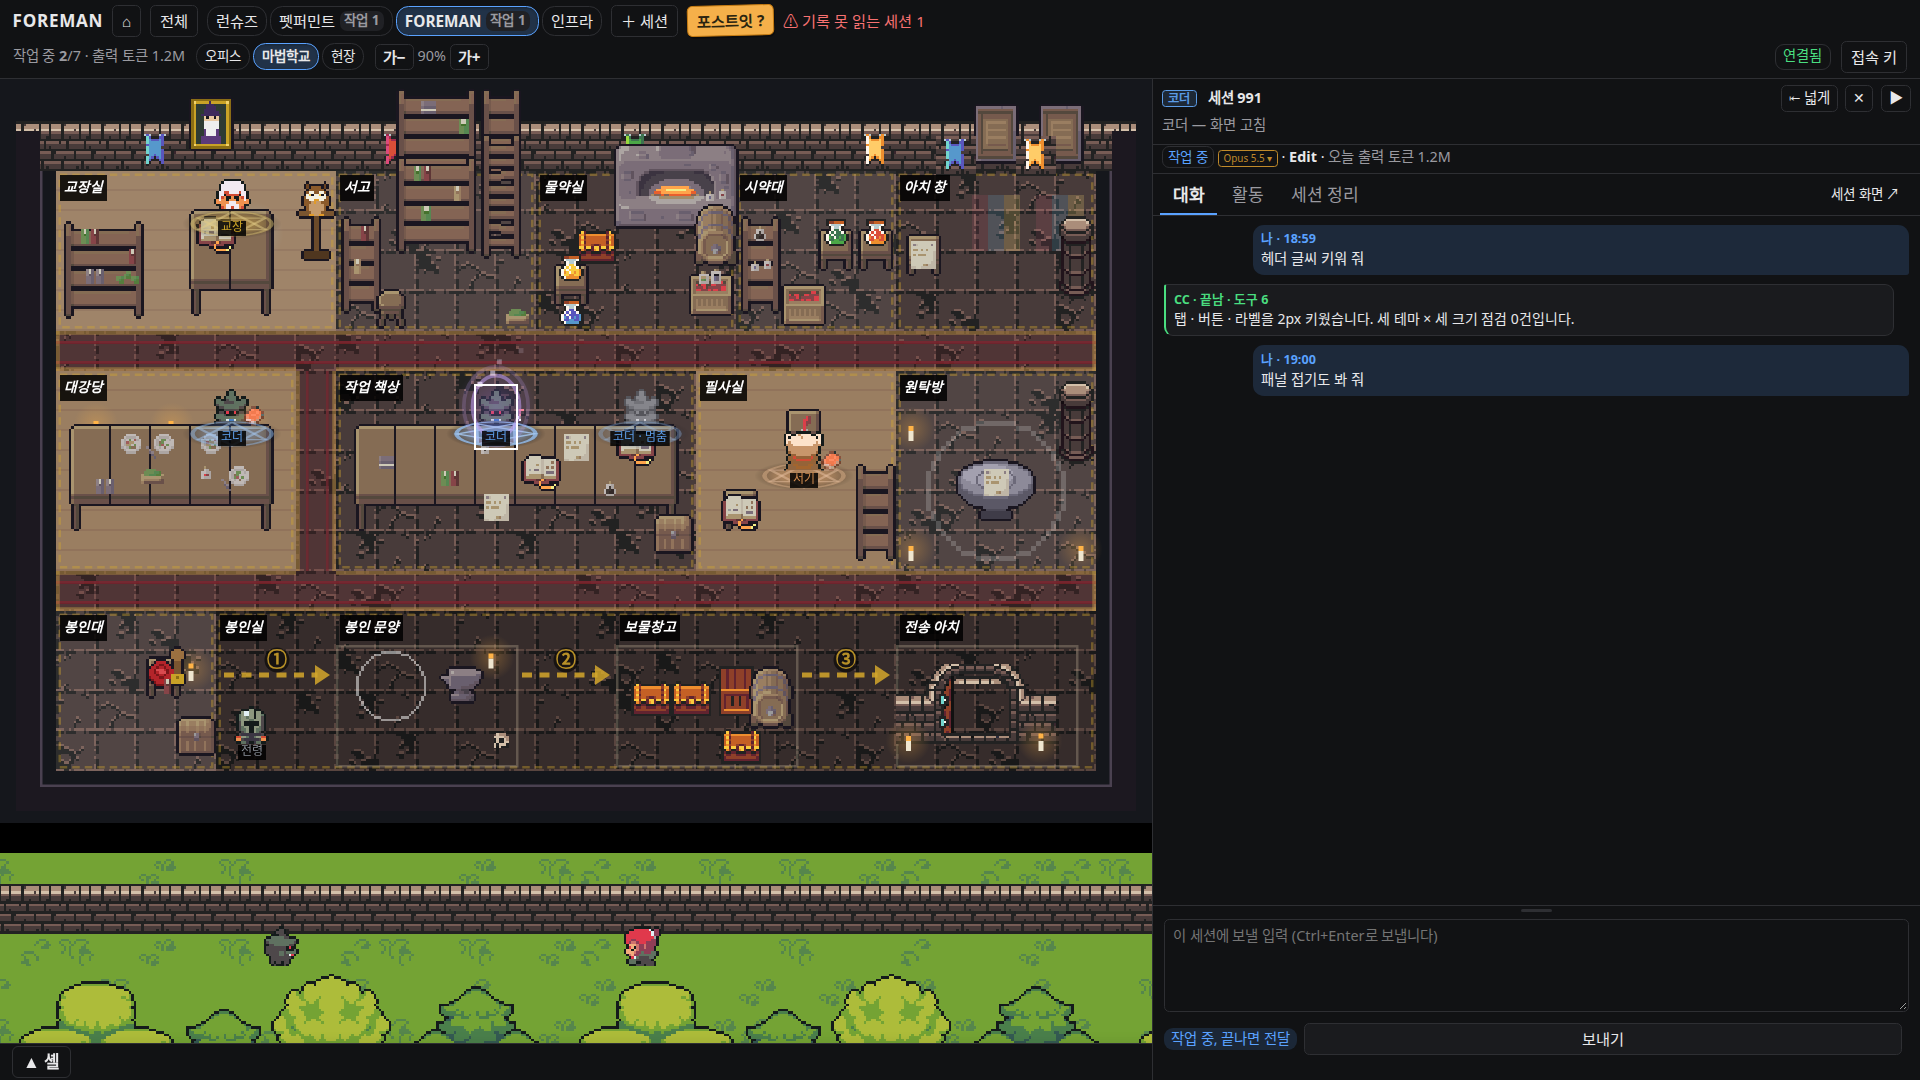 FOREMAN ⌂ 전체 런슈즈 펫퍼민트 작업 1 FOREMAN 작업 1 인프라 ＋ 세션 포스트잇 ? ⚠ 기록 못 읽는 세션 1
작업 중 2/7 · 출력 토큰 1.2M 오피스 마법학교 현장 가− 90% 가+ 연결됨 접속 키
코더 세션 991 ⇤ 넓게 ✕ ▶
코더 — 화면 고침
작업 중 Opus 5.5 ▾ · Edit · 오늘 출력 토큰 1.2M
대화 활동 세션 정리 세션 화면 ↗
나 · 18:59
헤더 글씨 키워 줘
CC · 끝남 · 도구 6
탭 · 버튼 · 라벨을 2px 키웠습니다. 세 테마 × 세 크기 점검 0건입니다.
나 · 19:00
패널 접기도 봐 줘
교장실 서고 물약실 시약대 아치 창
교장
대강당 작업 책상 필사실 원탁방
코더 코더 코더 · 멈춤
서기
봉인대 봉인실 봉인 문양 보물창고 전송 아치
① ② ③
전령
이 세션에 보낼 입력 (Ctrl+Enter로 보냅니다)
작업 중, 끝나면 전달 보내기
▲ 셸